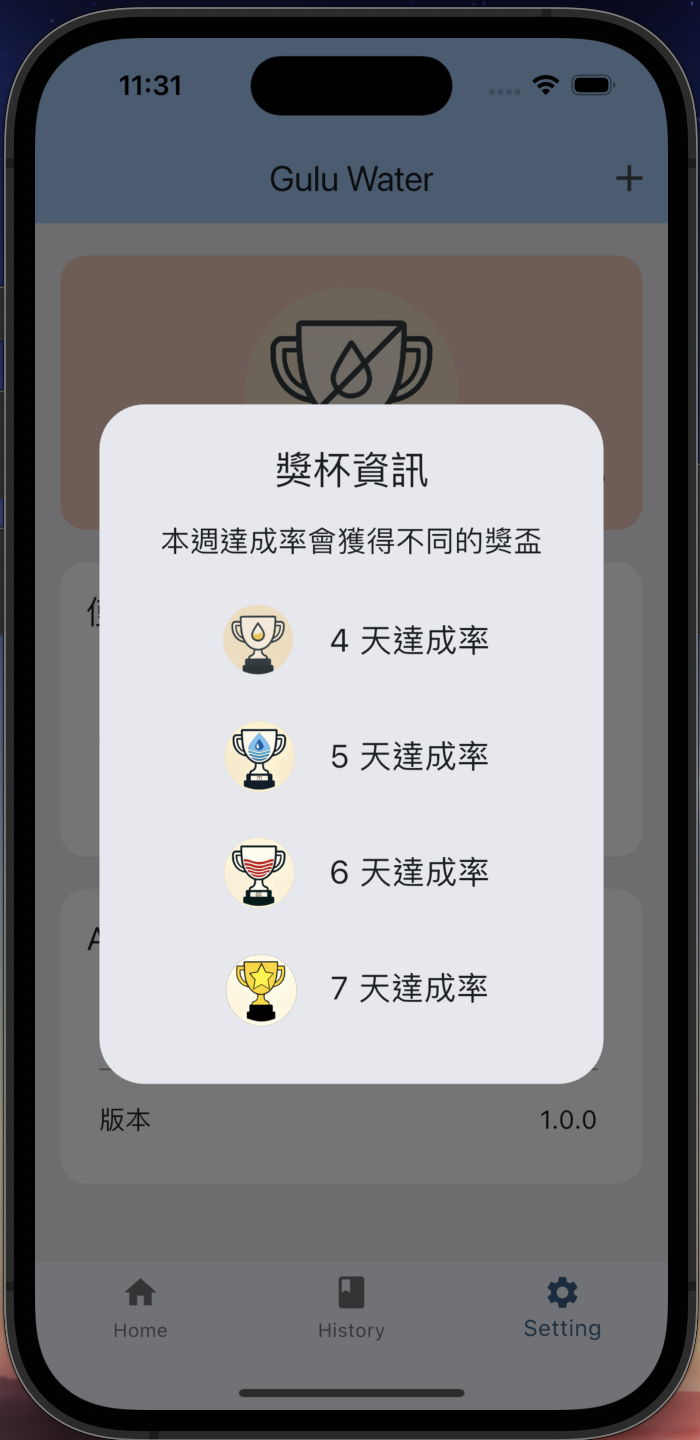 11:31
Gulu Water
獎杯資訊
本週達成率會獲得不同的獎盃
4 天達成率
5 天達成率
6 天達成率
7 天達成率
版本 1.0.0
Home History Setting